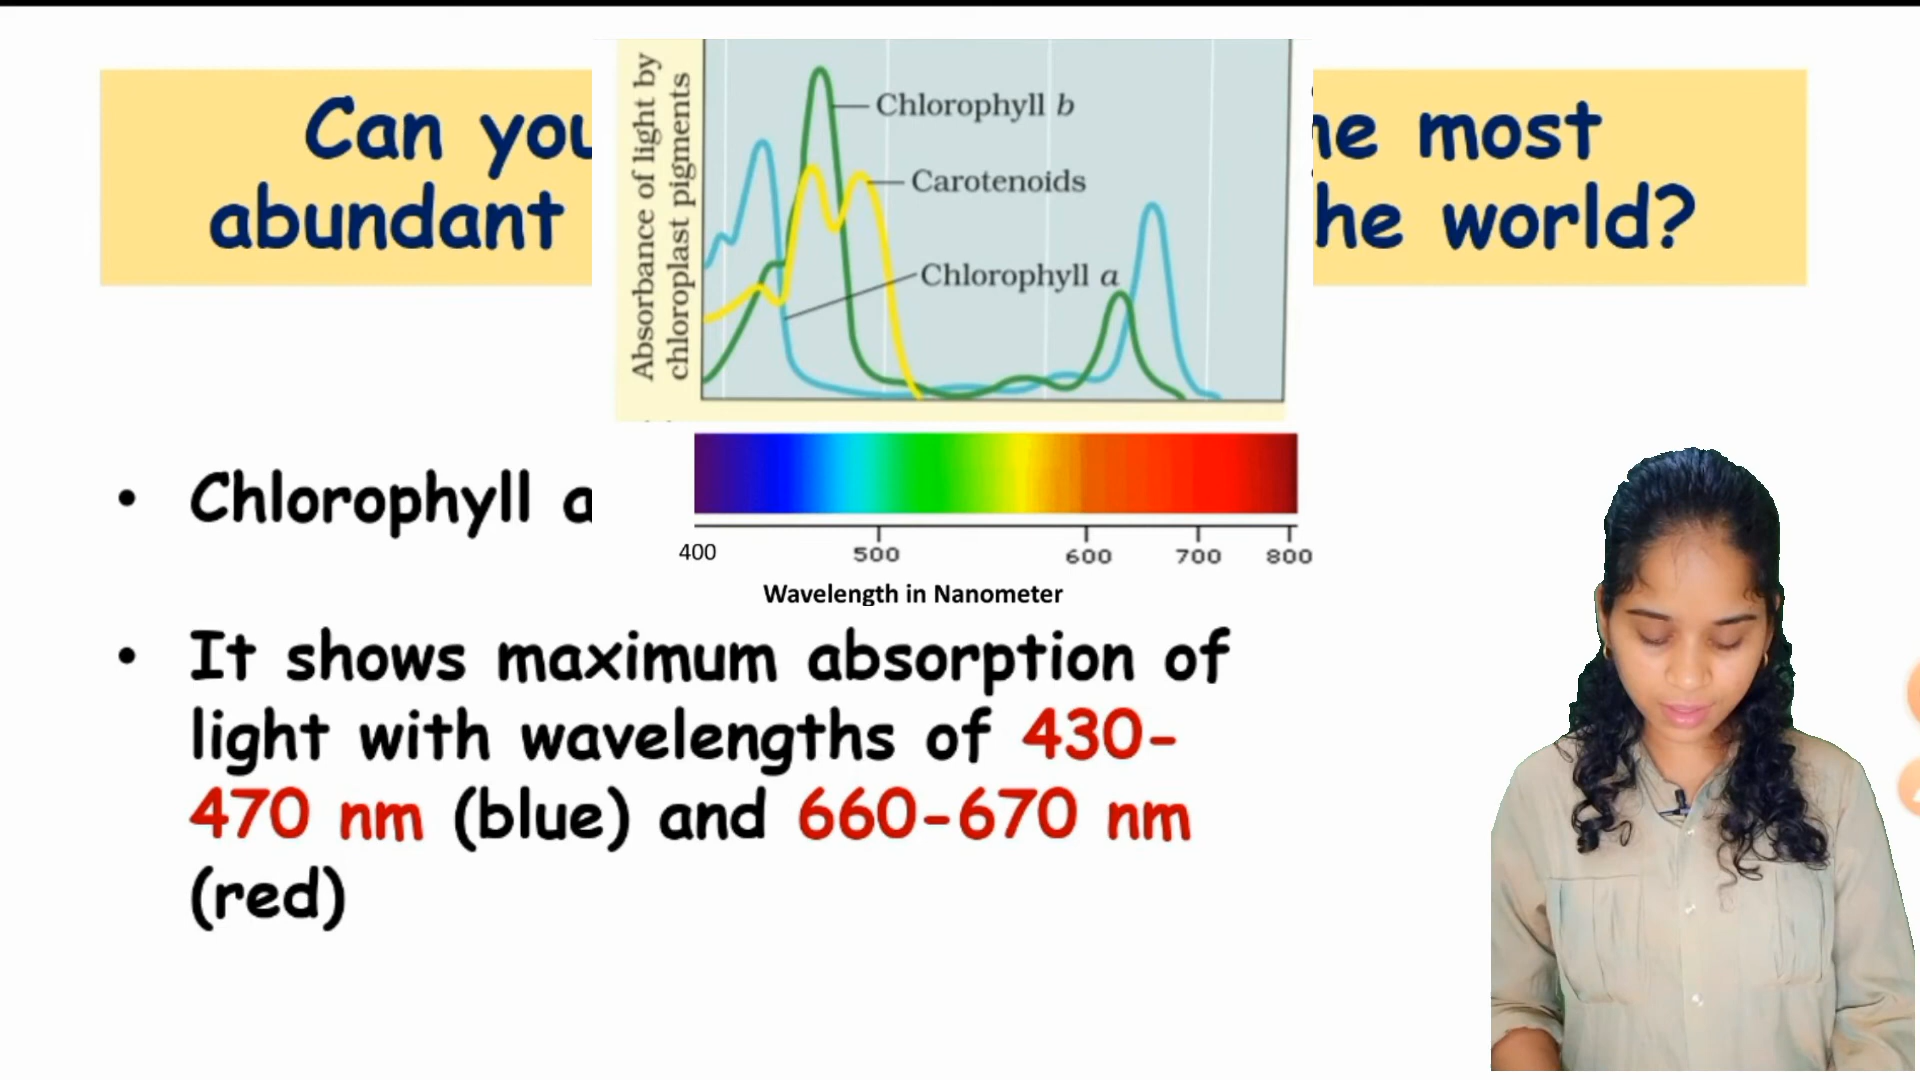 Can you
he most
abundant
he world?
Absorbance of light by
chloroplast pigments
Chlorophyll b
Carotenoids
Chlorophyll a
400 500 600 700 800
Wavelength in Nanometer
• Chlorophyll a
• It shows maximum absorption of
light with wavelengths of 430-
470 nm (blue) and 660-670 nm
(red)